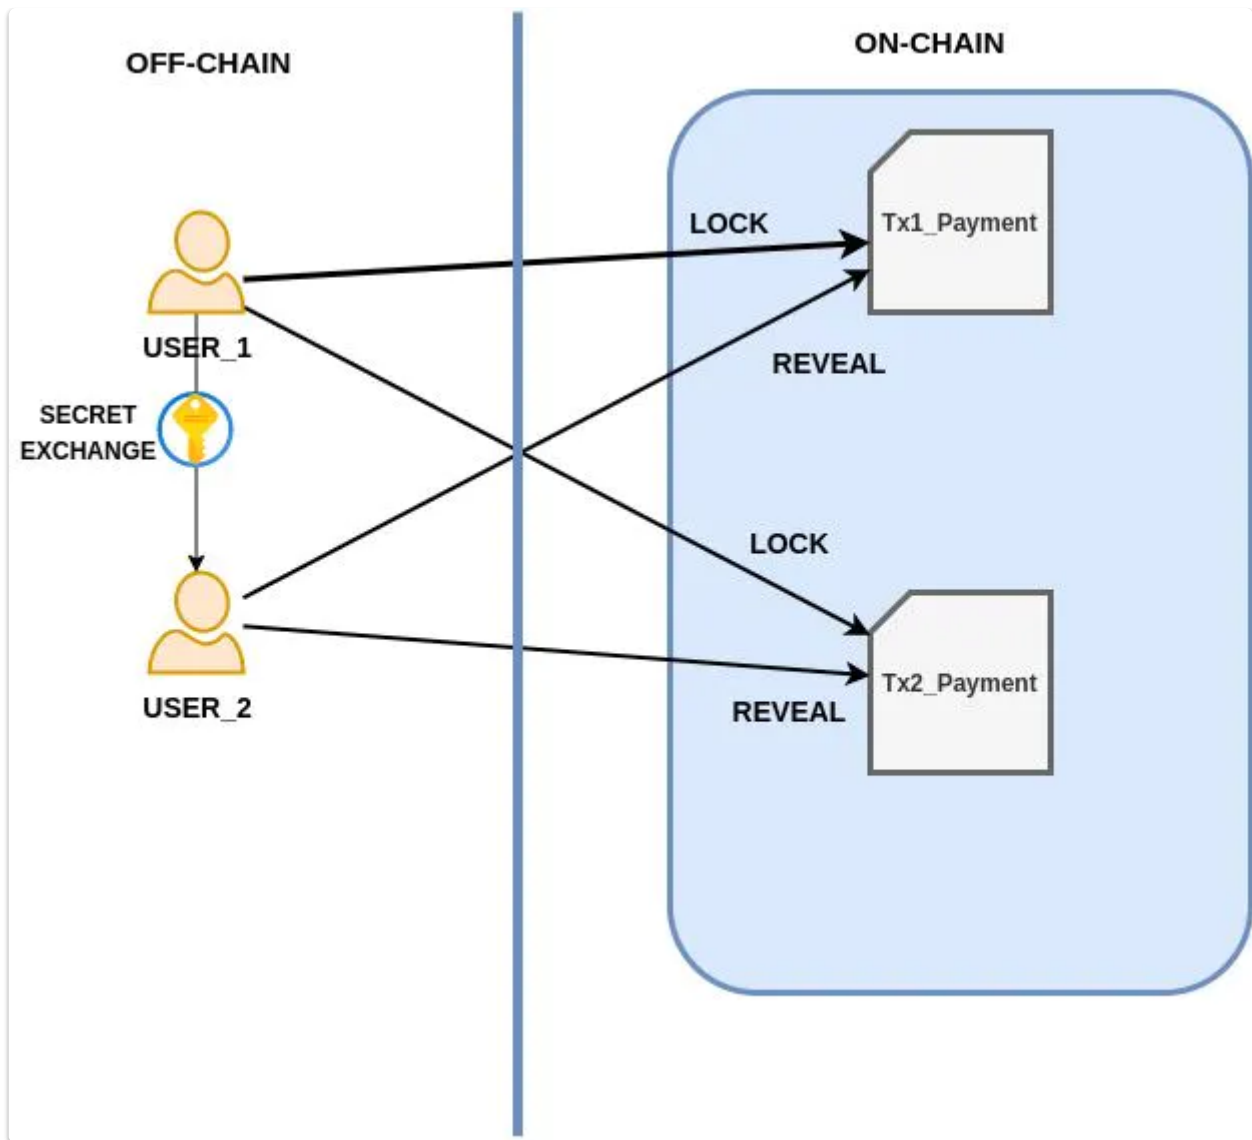 OFF-CHAIN
ON-CHAIN
LOCK
Tx1_Payment
USER_1
REVEAL
SECRET
EXCHANGE
LOCK
Tx2_Payment
USER_2
REVEAL